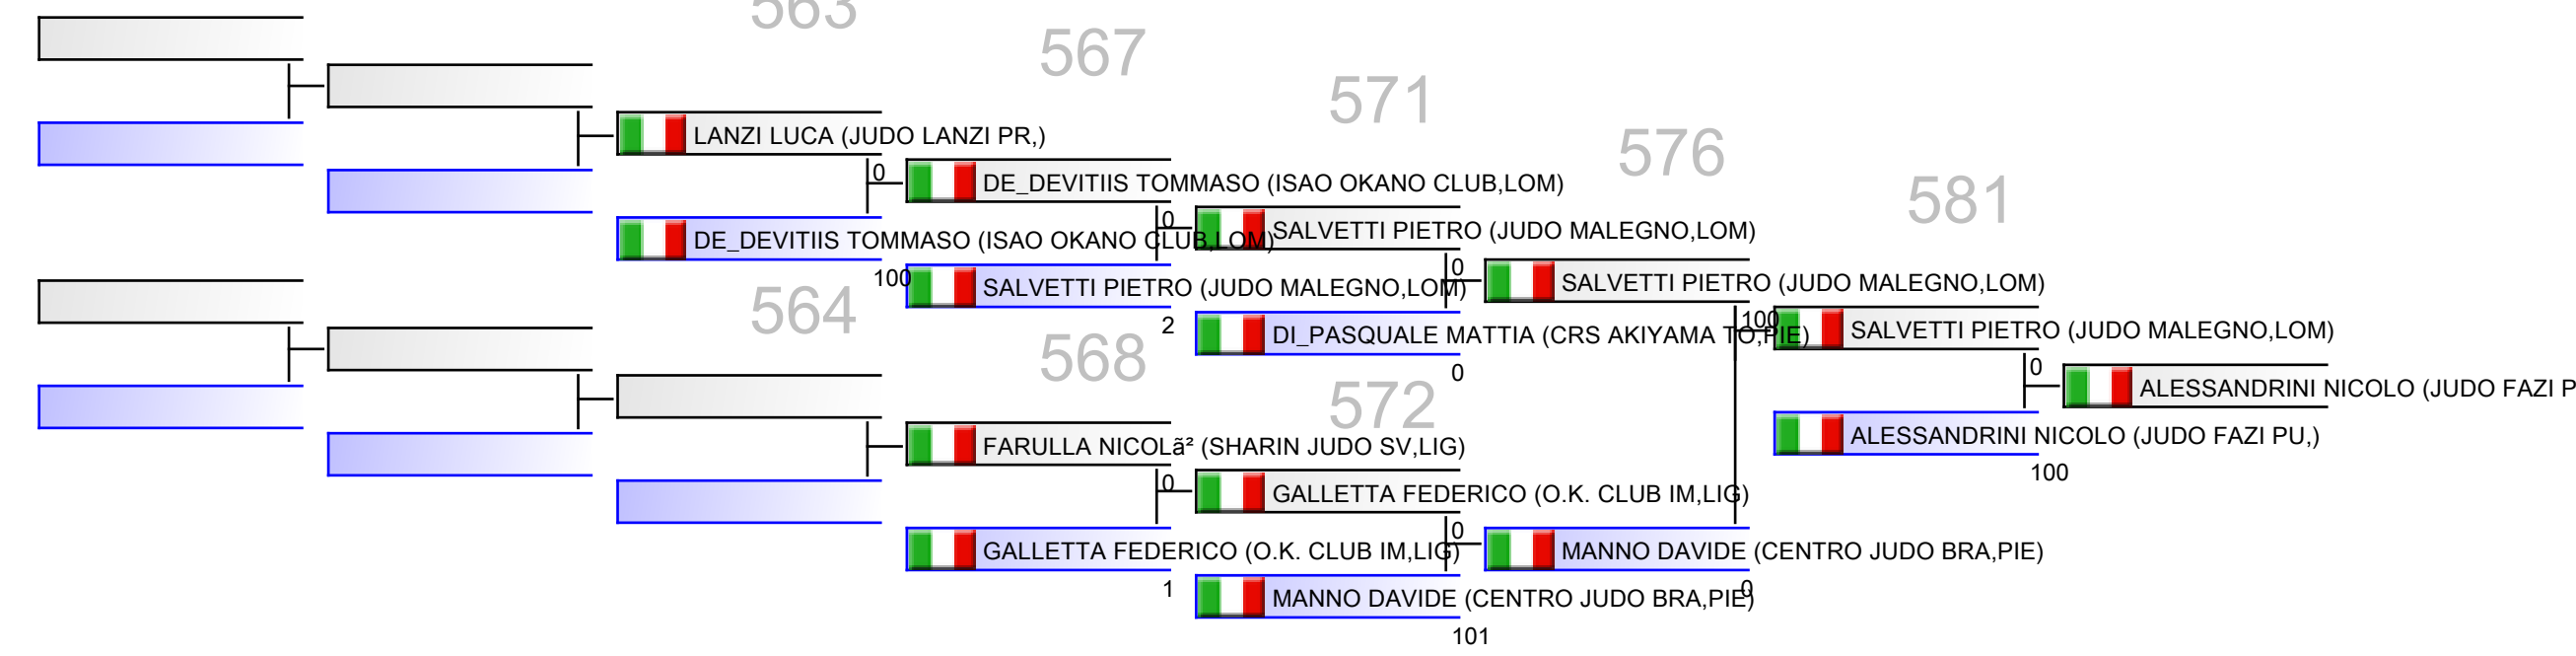 563
567
571
576
581
LANZI LUCA (JUDO LANZI PR,)
0
DE_DEVITIIS TOMMASO (ISAO OKANO CLUB,LOM)
0
SALVETTI PIETRO (JUDO MALEGNO,LOM)
DE_DEVITIIS TOMMASO (ISAO OKANO CLUB,LOM)
100
0
SALVETTI PIETRO (JUDO MALEGNO,LOM)
SALVETTI PIETRO (JUDO MALEGNO,LOM)
2
564
100
SALVETTI PIETRO (JUDO MALEGNO,LOM)
DI_PASQUALE MATTIA (CRS AKIYAMA TO,PIE)
0
568
0
ALESSANDRINI NICOLO (JUDO FAZI P
572
ALESSANDRINI NICOLO (JUDO FAZI PU,)
100
FARULLA NICOLã² (SHARIN JUDO SV,LIG)
0
GALLETTA FEDERICO (O.K. CLUB IM,LIG)
0
GALLETTA FEDERICO (O.K. CLUB IM,LIG)
1
MANNO DAVIDE (CENTRO JUDO BRA,PIE)
0
MANNO DAVIDE (CENTRO JUDO BRA,PIE)
101